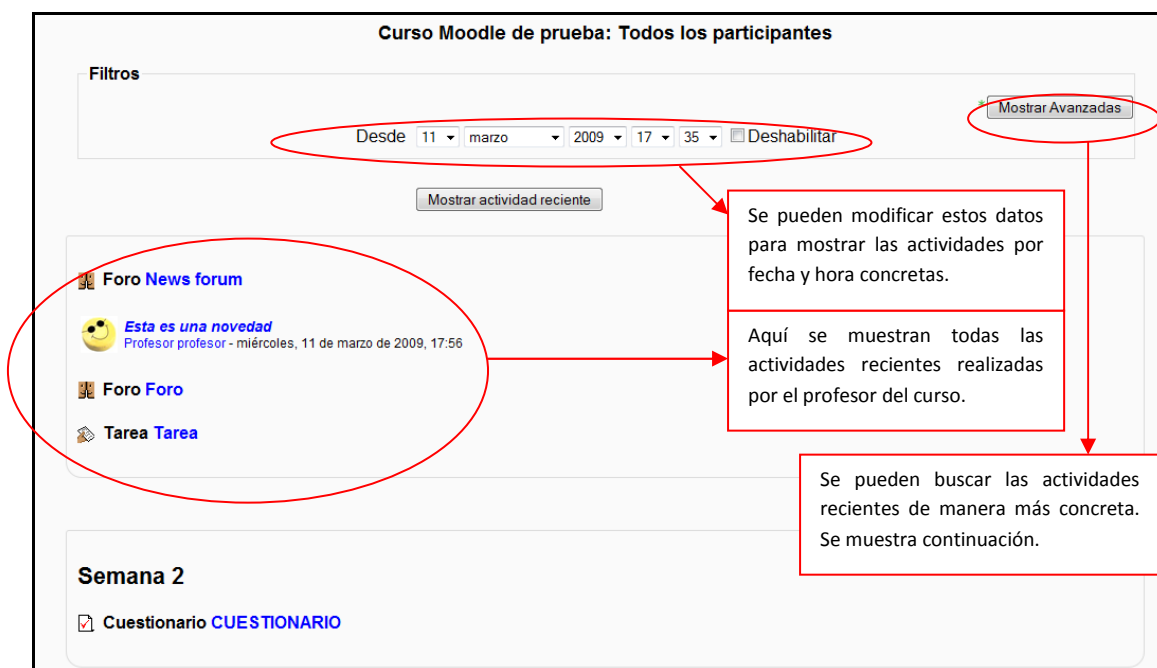 Curso Moodle de prueba: Todos los participantes
Filtros
* Mostrar Avanzadas
Desde 11 marzo 2009 17 35 Deshabilitar
Mostrar actividad reciente
Se pueden modificar estos datos
para mostrar las actividades por
fecha y hora concretas.
Foro News forum
Esta es una novedad
Profesor profesor - miércoles, 11 de marzo de 2009, 17:56
Aquí se muestran todas las
actividades recientes realizadas
por el profesor del curso.
Foro Foro
Tarea Tarea
Se pueden buscar las actividades
recientes de manera más concreta.
Se muestra continuación.
Semana 2
Cuestionario CUESTIONARIO